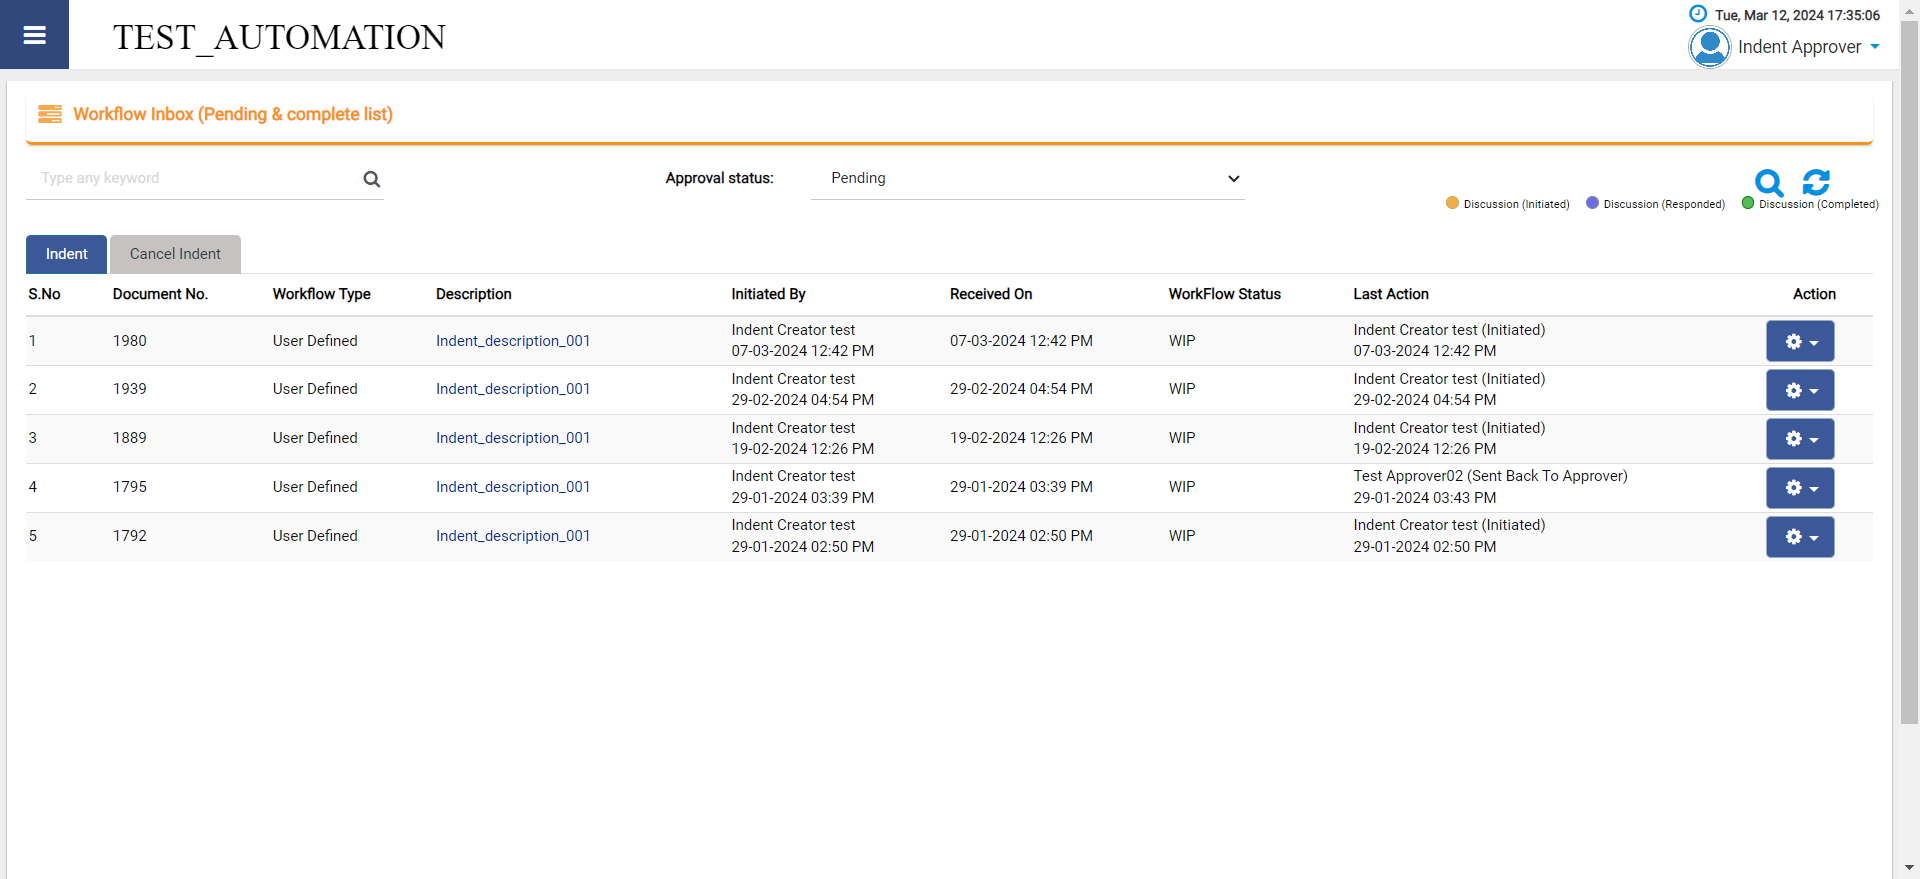 TEST_AUTOMATION
Tue, Mar 12, 2024 17:35:06
Indent Approver
Workflow Inbox (Pending & complete list)
Type any keyword
Approval status:
Pending
Discussion (Initiated) Discussion (Responded) Discussion (Completed)
Indent Cancel Indent
S.No Document No. Workflow Type Description Initiated By Received On WorkFlow Status Last Action Action
1 1980 User Defined Indent_description_001 Indent Creator test 07-03-2024 12:42 PM WIP Indent Creator test (Initiated)
07-03-2024 12:42 PM 07-03-2024 12:42 PM
2 1939 User Defined Indent_description_001 Indent Creator test 29-02-2024 04:54 PM WIP Indent Creator test (Initiated)
29-02-2024 04:54 PM 29-02-2024 04:54 PM
3 1889 User Defined Indent_description_001 Indent Creator test 19-02-2024 12:26 PM WIP Indent Creator test (Initiated)
19-02-2024 12:26 PM 19-02-2024 12:26 PM
4 1795 User Defined Indent_description_001 Indent Creator test 29-01-2024 03:39 PM WIP Test Approver02 (Sent Back To Approver)
29-01-2024 03:39 PM 29-01-2024 03:43 PM
5 1792 User Defined Indent_description_001 Indent Creator test 29-01-2024 02:50 PM WIP Indent Creator test (Initiated)
29-01-2024 02:50 PM 29-01-2024 02:50 PM